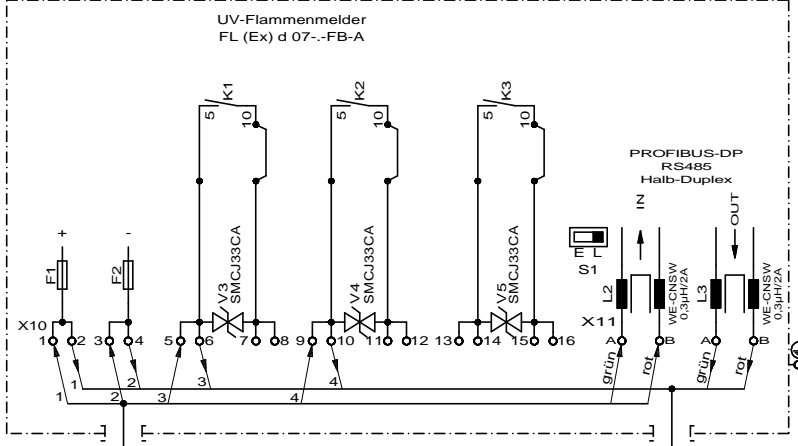 UV-Flammenmelder
FL (Ex) d 07-.-FB-A
K1
K2
K3
5 10
5 10
5 10
PROFIBUS-DP
RS485
Halb-Duplex
IN
OUT
+
-
F1
F2
V3
SMCJ33CA
V4
SMCJ33CA
V5
SMCJ33CA
E L
S1
L2
WE-CNSW
0,3µH/2A
L3
WE-CNSW
0,3µH/2A
X10
X11
1 2 3 4 5 6 7 8 9 10 11 12 13 14 15 16
A B A B
grün
rot
grün
rot
1 2 3 4
1 2 3 4